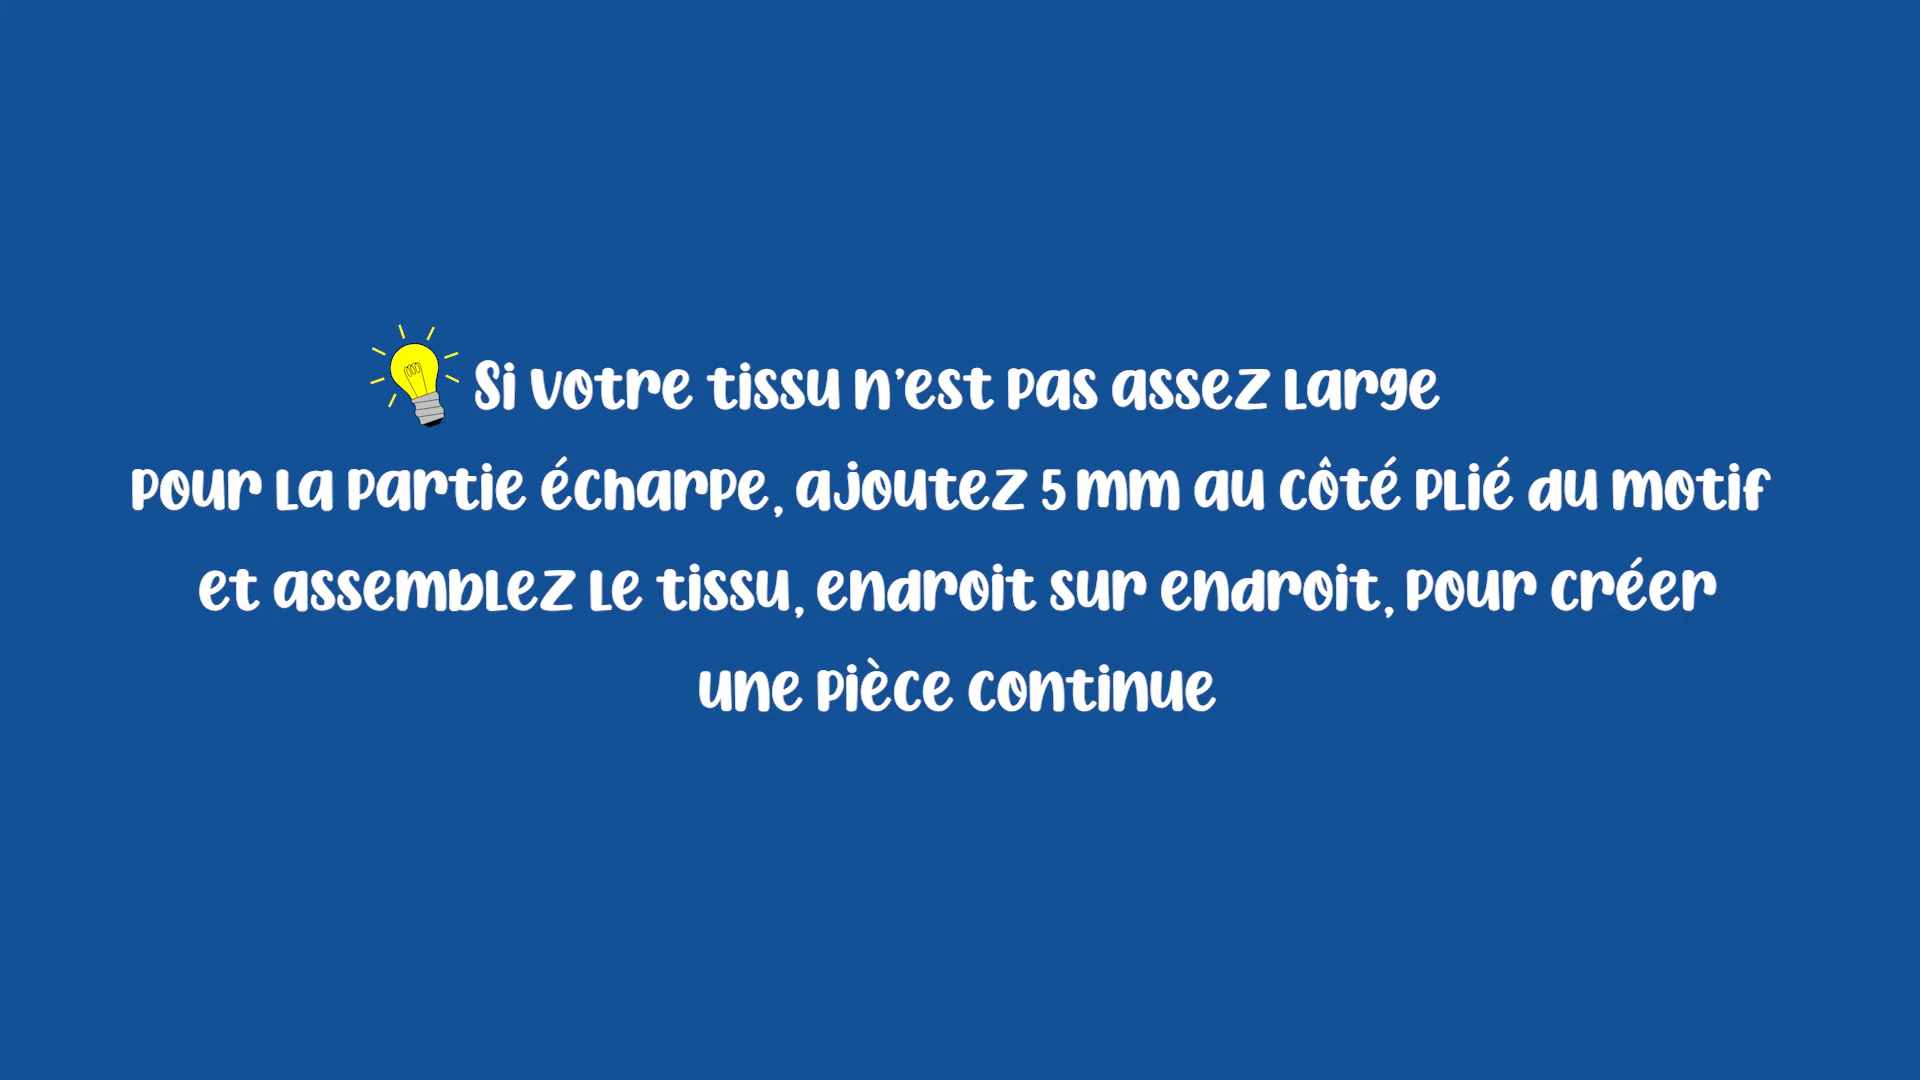 Si votre tissu n'est pas assez large
pour la partie écharpe, ajoutez 5 mm au côté plié du motif
et assemblez le tissu, endroit sur endroit, pour créer
une pièce continue